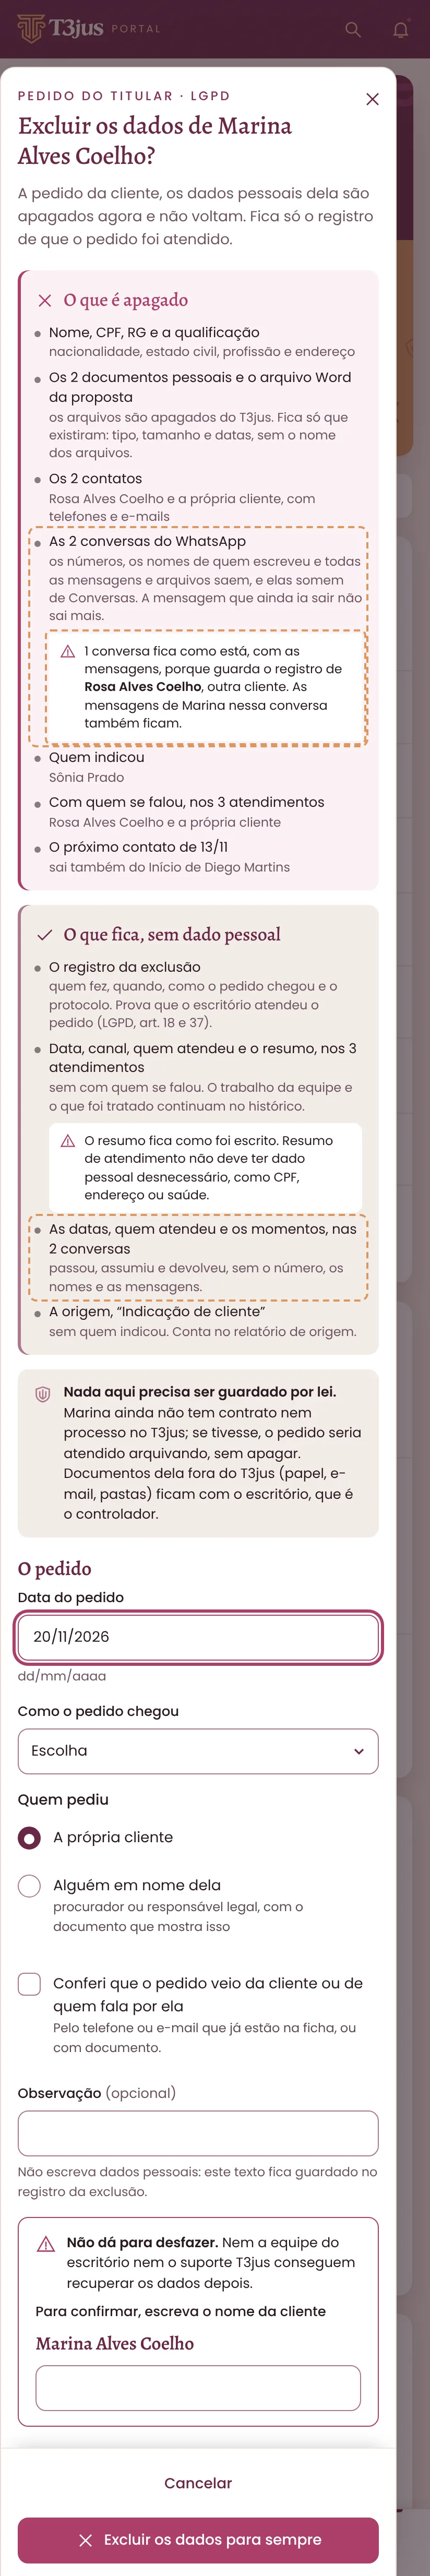 T3jus PORTAL
PEDIDO DO TITULAR · LGPD
Excluir os dados de Marina
Alves Coelho?
A pedido da cliente, os dados pessoais dela são
apagados agora e não voltam. Fica só o registro
de que o pedido foi atendido.
O que é apagado
Nome, CPF, RG e a qualificação
nacionalidade, estado civil, profissão e endereço
Os 2 documentos pessoais e o arquivo Word
da proposta
os arquivos são apagados do T3jus. Fica só que
existiram: tipo, tamanho e datas, sem o nome
dos arquivos.
Os 2 contatos
Rosa Alves Coelho e a própria cliente, com
telefones e e-mails
As 2 conversas do WhatsApp
os números, os nomes de quem escreveu e todas
as mensagens e arquivos saem, e elas somem
de Conversas. A mensagem que ainda ia sair não
sai mais.
1 conversa fica como está, com as
mensagens, porque guarda o registro de
Rosa Alves Coelho, outra cliente. As
mensagens de Marina nessa conversa
também ficam.
Quem indicou
Sônia Prado
Com quem se falou, nos 3 atendimentos
Rosa Alves Coelho e a própria cliente
O próximo contato de 13/11
sai também do Início de Diego Martins
O que fica, sem dado pessoal
O registro da exclusão
quem fez, quando, como o pedido chegou e o
protocolo. Prova que o escritório atendeu o
pedido (LGPD, art. 18 e 37).
Data, canal, quem atendeu e o resumo, nos 3
atendimentos
sem com quem se falou. O trabalho da equipe e
o que foi tratado continuam no histórico.
O resumo fica como foi escrito. Resumo
de atendimento não deve ter dado
pessoal desnecessário, como CPF,
endereço ou saúde.
As datas, quem atendeu e os momentos, nas
2 conversas
passou, assumiu e devolveu, sem o número, os
nomes e as mensagens.
A origem, “Indicação de cliente”
sem quem indicou. Conta no relatório de origem.
Nada aqui precisa ser guardado por lei.
Marina ainda não tem contrato nem
processo no T3jus; se tivesse, o pedido seria
atendido arquivando, sem apagar.
Documentos dela fora do T3jus (papel, e-
mail, pastas) ficam com o escritório, que é
o controlador.
O pedido
Data do pedido
20/11/2026
dd/mm/aaaa
Como o pedido chegou
Escolha
Quem pediu
A própria cliente
Alguém em nome dela
procurador ou responsável legal, com o
documento que mostra isso
Conferi que o pedido veio da cliente ou de
quem fala por ela
Pelo telefone ou e-mail que já estão na ficha, ou
com documento.
Observação (opcional)
Não escreva dados pessoais: este texto fica guardado no
registro da exclusão.
Não dá para desfazer. Nem a equipe do
escritório nem o suporte T3jus conseguem
recuperar os dados depois.
Para confirmar, escreva o nome da cliente
Marina Alves Coelho
Cancelar
Excluir os dados para sempre